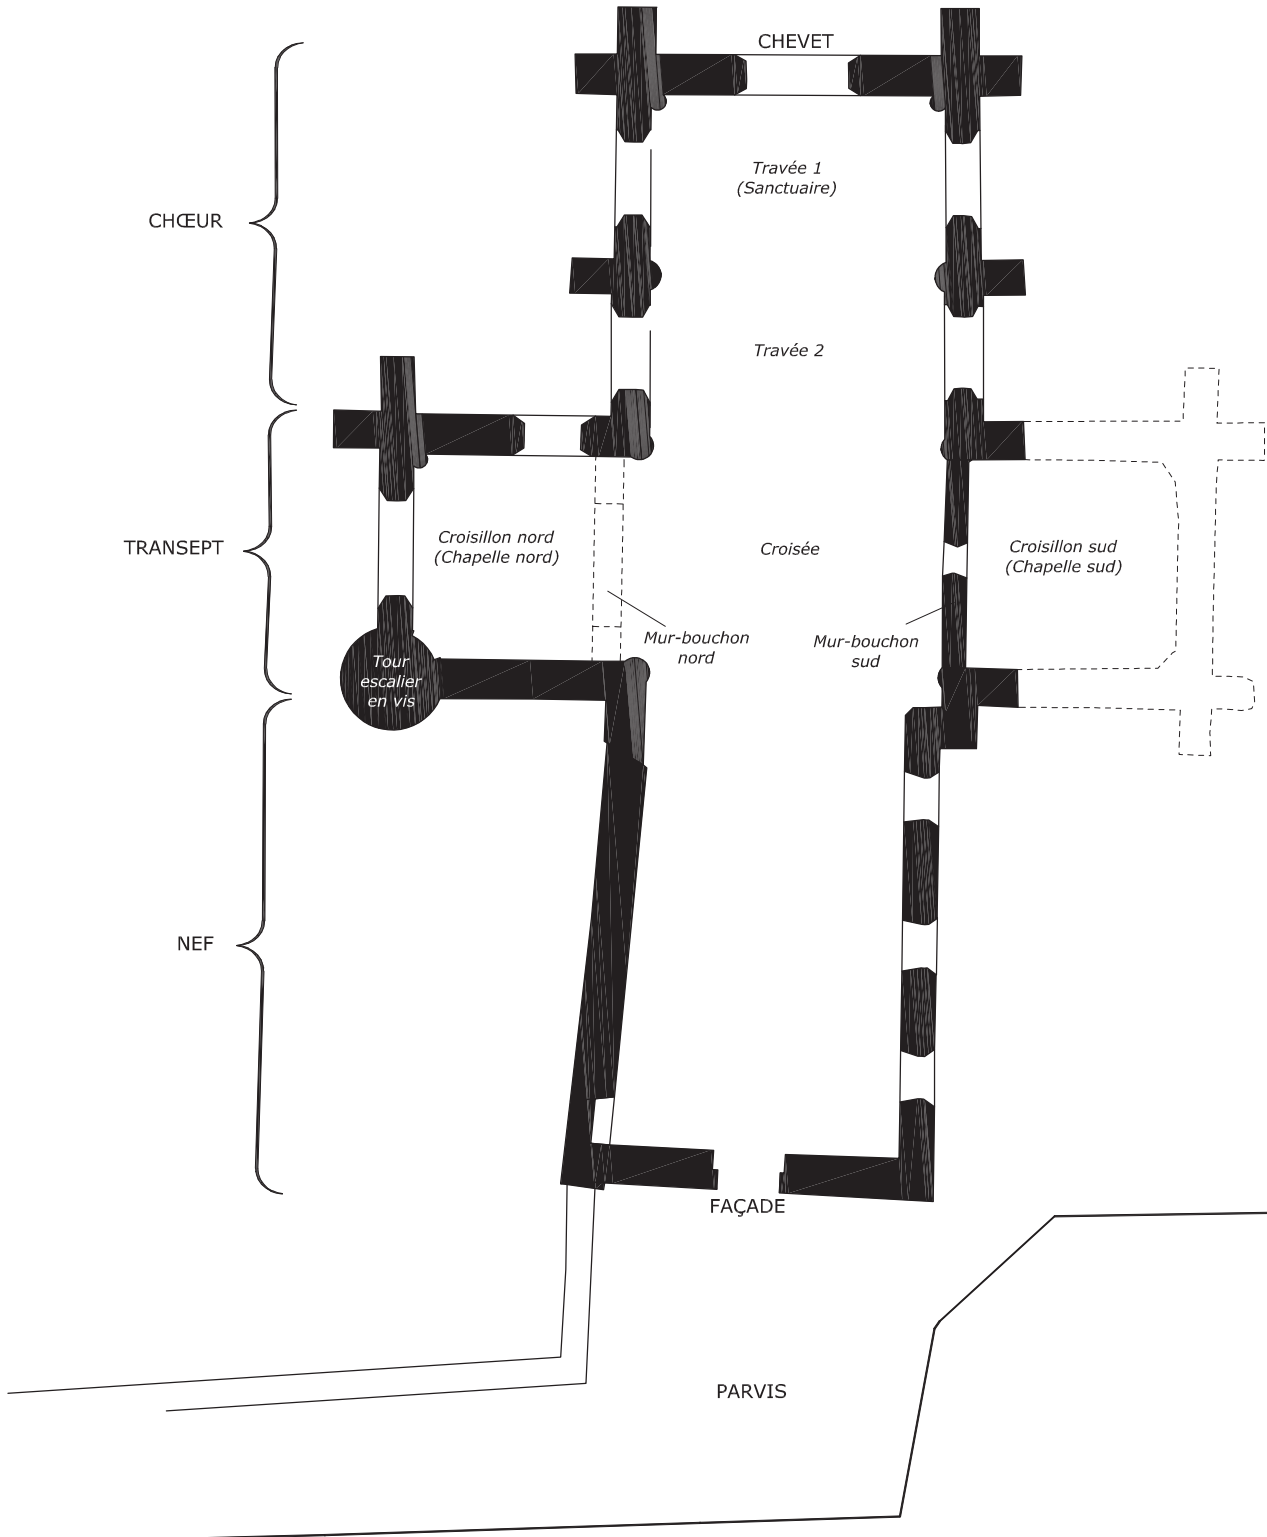 CHEVET
Travée 1
(Sanctuaire)
CHŒUR
Travée 2
Croisillon nord
(Chapelle nord)
TRANSEPT
Croisée
Croisillon sud
(Chapelle sud)
Mur-bouchon
nord
Mur-bouchon
sud
Tour
escalier
en vis
NEF
FAÇADE
PARVIS